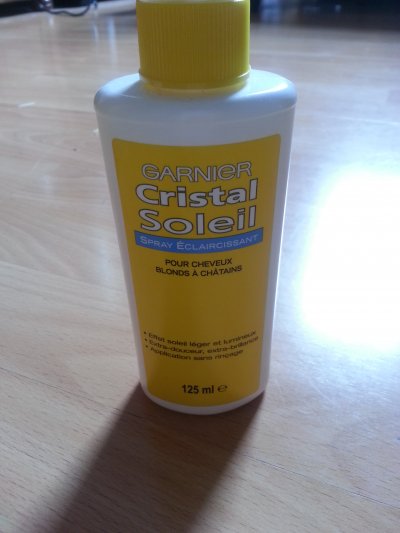 GARNIER
Cristal
Soleil
SPRAY ÉCLAIRCISSANT
POUR CHEVEUX
BLONDS À CHÂTAINS
• Effet soleil léger et lumineux
• Extra-douceur, extra-brillance
• Application sans rinçage
125 ml ℮